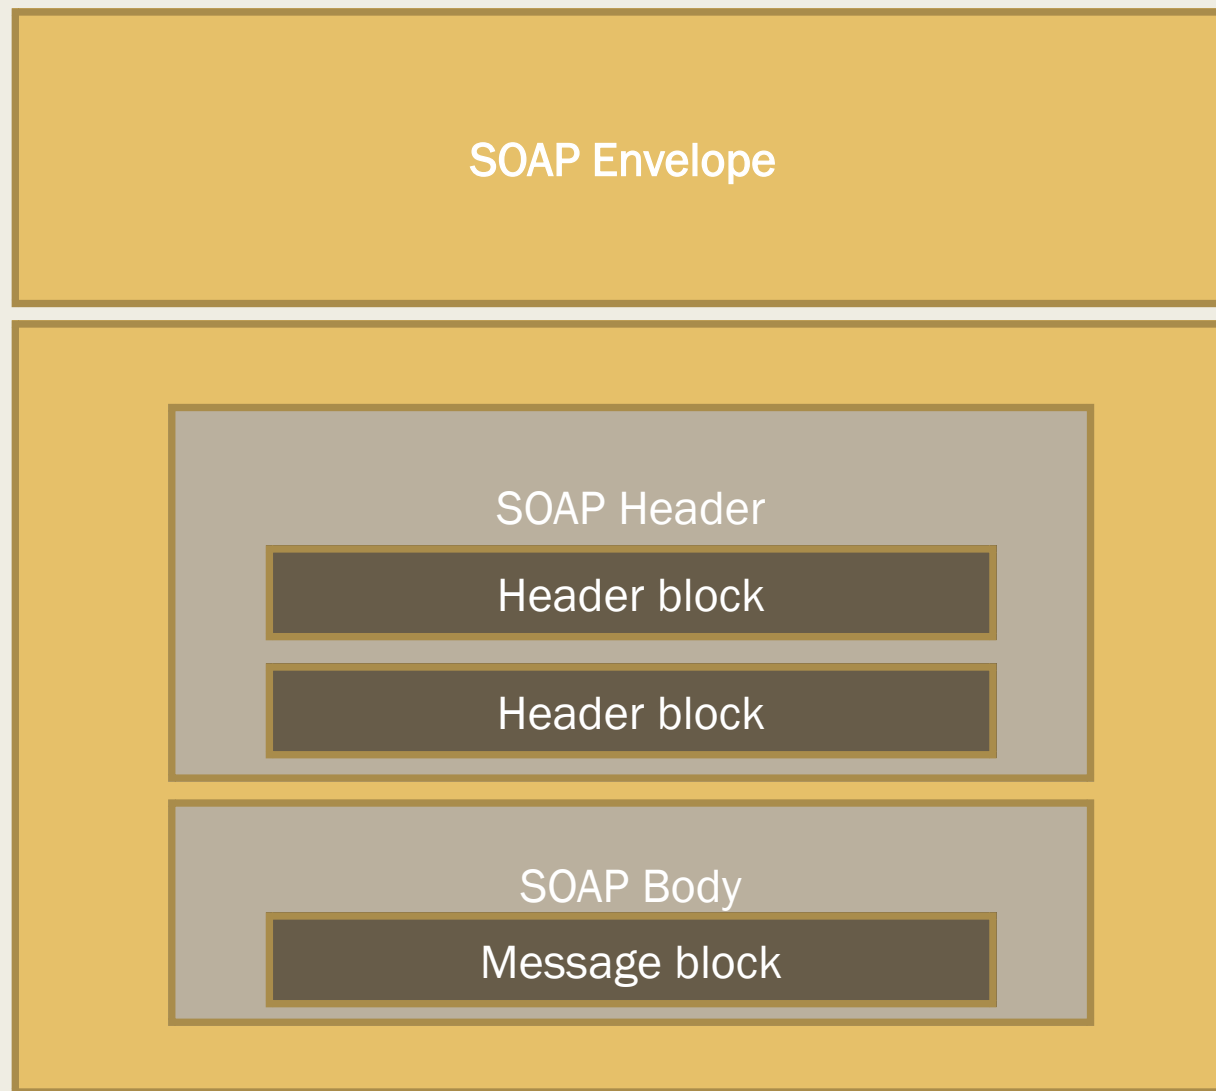 SOAP Envelope
SOAP Header
Header block
Header block
SOAP Body
Message block